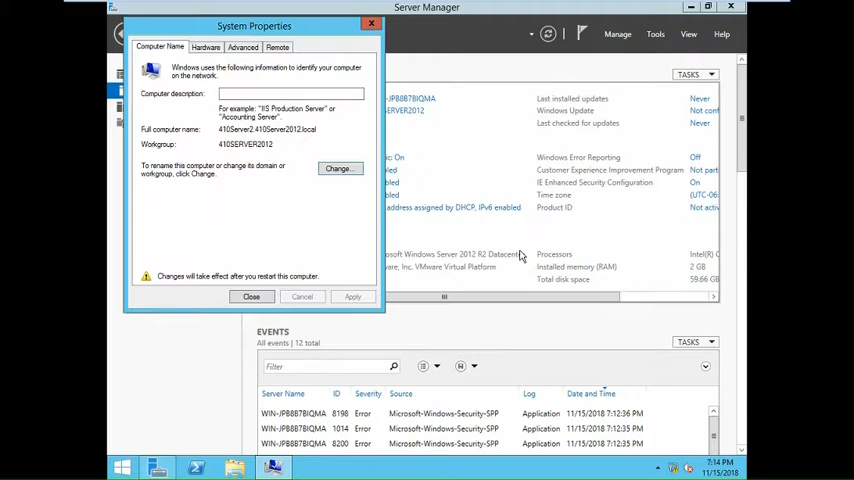 Server Manager
Manage Tools View Help
System Properties
Computer Name Hardware Advanced Remote
Windows uses the following information to identify your computer
on the network.
Computer description:
For example: "IIS Production Server" or
"Accounting Server".
Full computer name: 410Server2.410Server2012.local
Workgroup: 410SERVER2012
To rename this computer or change its domain or
workgroup, click Change.
Change...
Changes will take effect after you restart this computer.
Close Cancel Apply
TASKS
-JPB8B7BIQMA Last installed updates Never
ERVER2012 Windows Update Not conf
Last checked for updates Never
ic: On Windows Error Reporting Off
bled Customer Experience Improvement Program Not parti
bled IE Enhanced Security Configuration On
bled Time zone (UTC-06:
address assigned by DHCP, IPv6 enabled Product ID Not activ
osoft Windows Server 2012 R2 Datacente Processors Intel(R) C
are, Inc. VMware Virtual Platform Installed memory (RAM) 2 GB
Total disk space 59.66 GB
EVENTS
All events | 12 total TASKS
Filter
Server Name ID Severity Source Log Date and Time
WIN-JPB8B7BIQMA 8198 Error Microsoft-Windows-Security-SPP Application 11/15/2018 7:12:36 PM
WIN-JPB8B7BIQMA 1014 Error Microsoft-Windows-Security-SPP Application 11/15/2018 7:12:35 PM
WIN-JPB8B7BIQMA 8200 Error Microsoft-Windows-Security-SPP Application 11/15/2018 7:12:35 PM
7:14 PM
11/15/2018